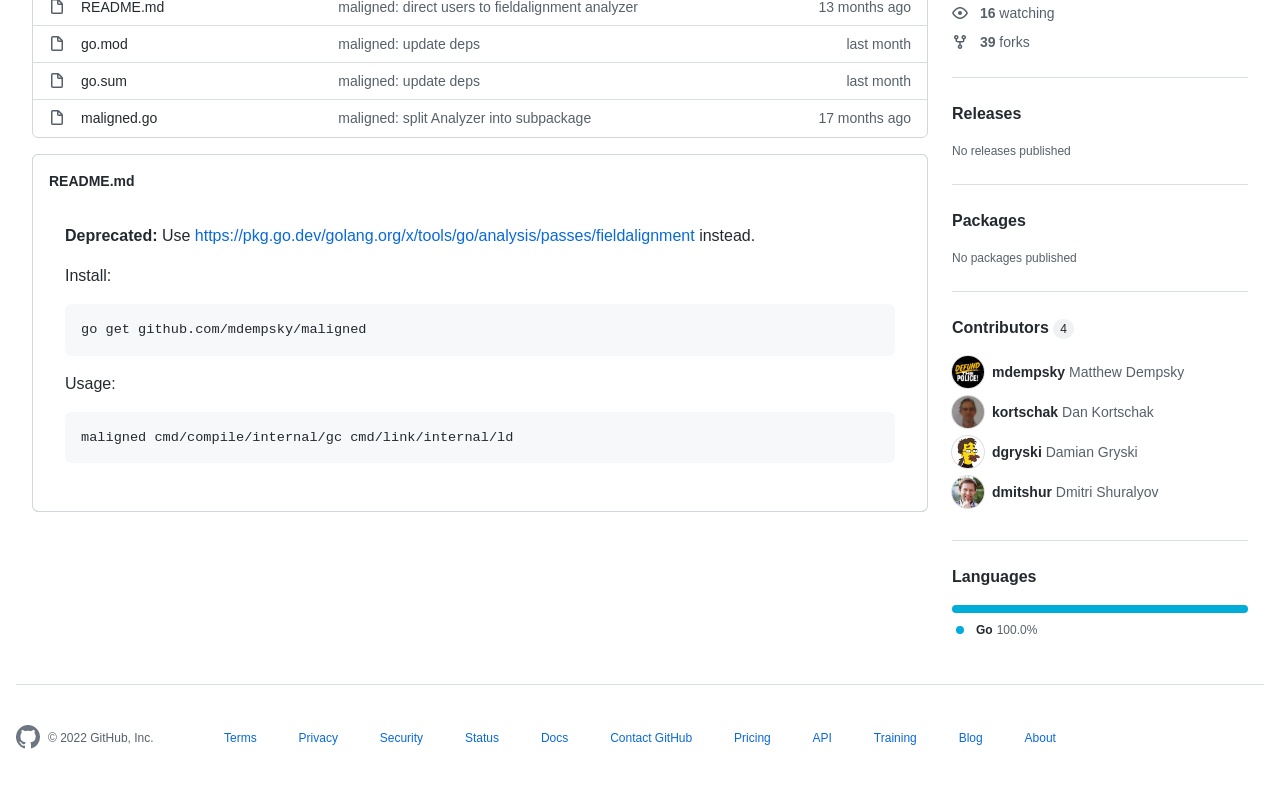 README.md maligned: direct users to fieldalignment analyzer 13 months ago
go.mod maligned: update deps last month
go.sum maligned: update deps last month
maligned.go maligned: split Analyzer into subpackage 17 months ago
README.md
Deprecated: Use https://pkg.go.dev/golang.org/x/tools/go/analysis/passes/fieldalignment instead.
Install:
go get github.com/mdempsky/maligned
Usage:
maligned cmd/compile/internal/gc cmd/link/internal/ld
16 watching
39 forks
Releases
No releases published
Packages
No packages published
Contributors 4
DEFUND
THE
POLICE!
mdempsky Matthew Dempsky
kortschak Dan Kortschak
dgryski Damian Gryski
dmitshur Dmitri Shuralyov
Languages
Go 100.0%
© 2022 GitHub, Inc. Terms Privacy Security Status Docs Contact GitHub Pricing API Training Blog About